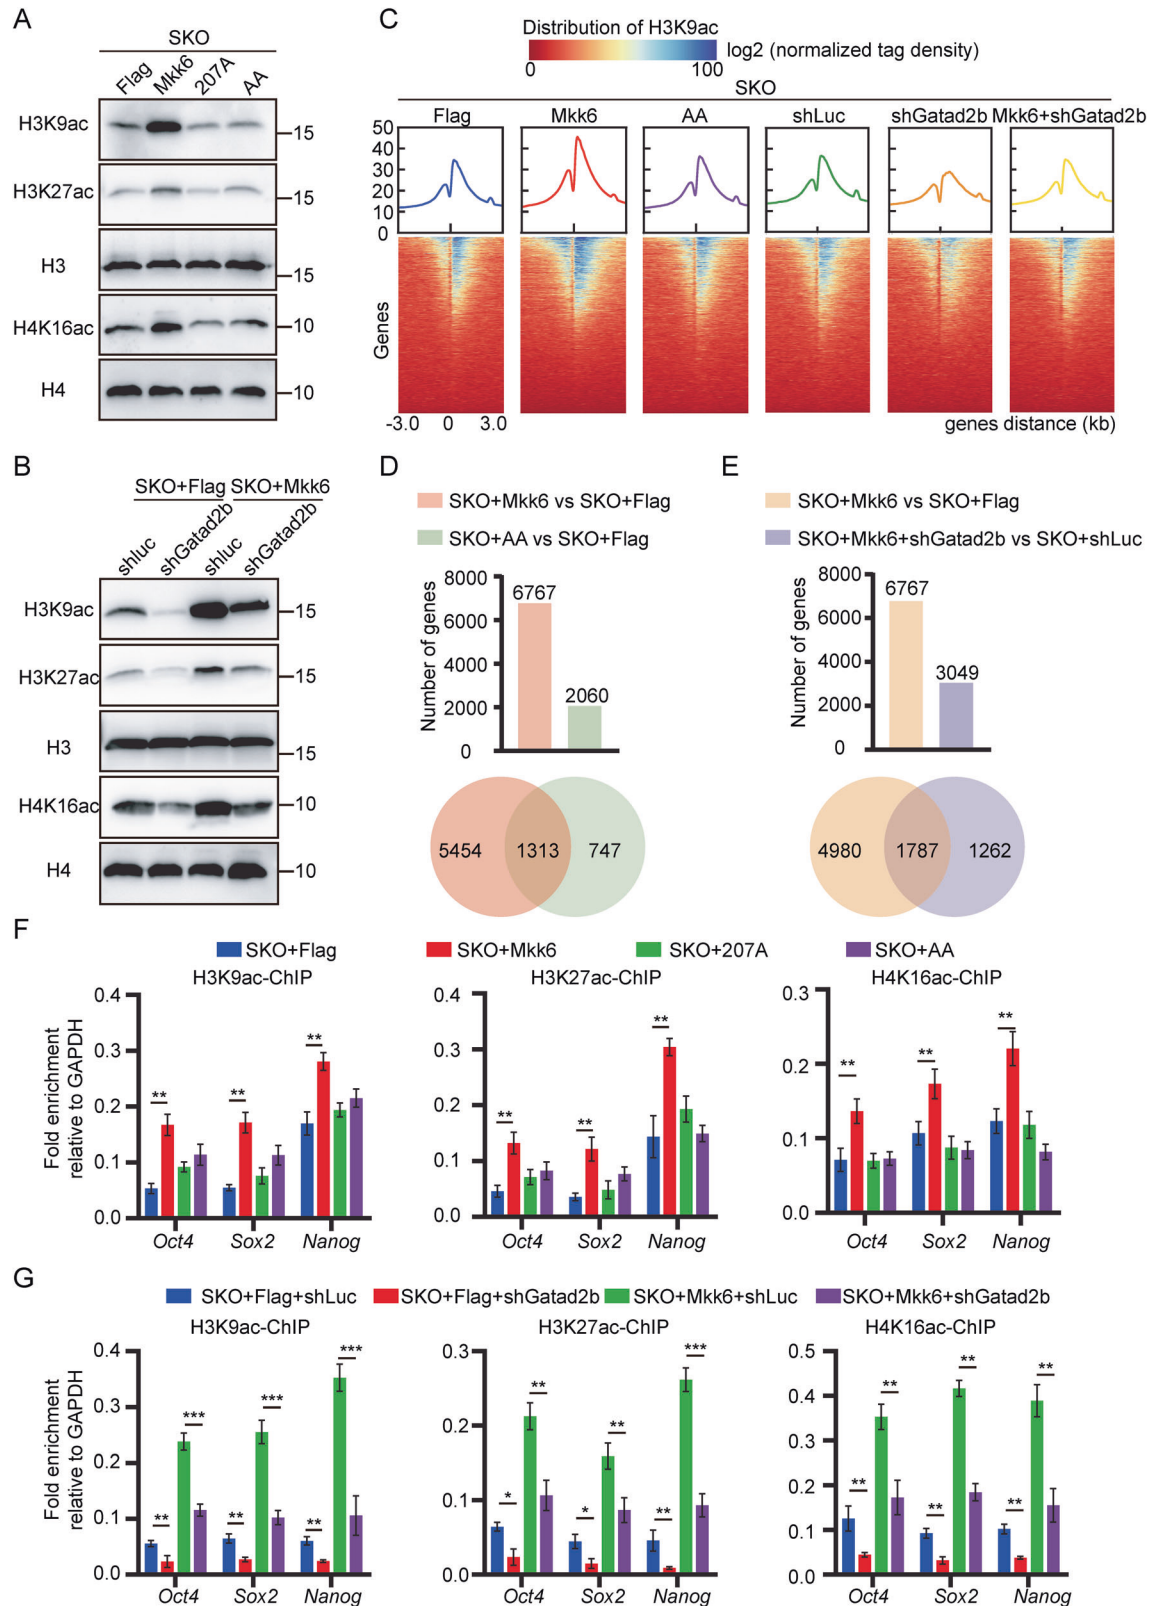 A
SKO
Flag Mkk6 207A AA
H3K9ac
15
H3K27ac
15
H3
15
H4K16ac
10
H4
10
B
SKO+Flag SKO+Mkk6
shluc shGatad2b shluc shGatad2b
H3K9ac
15
H3K27ac
15
H3
15
H4K16ac
10
H4
10
C
Distribution of H3K9ac
log2 (normalized tag density)
0 100
SKO
Flag Mkk6 AA shLuc shGatad2b Mkk6+shGatad2b
50
40
30
20
10
0
Genes
-3.0 0 3.0
genes distance (kb)
D
SKO+Mkk6 vs SKO+Flag
SKO+AA vs SKO+Flag
Number of genes
8000
6000
4000
2000
0
6767
2060
5454 1313 747
E
SKO+Mkk6 vs SKO+Flag
SKO+Mkk6+shGatad2b vs SKO+shLuc
Number of genes
8000
6000
4000
2000
0
6767
3049
4980 1787 1262
F
SKO+Flag SKO+Mkk6 SKO+207A SKO+AA
H3K9ac-ChIP
Fold enrichment
relative to GAPDH
0.4
0.3
0.2
0.1
0.0
** ** **
Oct4 Sox2 Nanog
H3K27ac-ChIP
0.4
0.3
0.2
0.1
0.0
** ** **
Oct4 Sox2 Nanog
H4K16ac-ChIP
0.3
0.2
0.1
0.0
** ** **
Oct4 Sox2 Nanog
G
SKO+Flag+shLuc SKO+Flag+shGatad2b SKO+Mkk6+shLuc SKO+Mkk6+shGatad2b
H3K9ac-ChIP
Fold enrichment
relative to GAPDH
0.4
0.3
0.2
0.1
0.0
** *** ** *** ** ***
Oct4 Sox2 Nanog
H3K27ac-ChIP
0.3
0.2
0.1
0.0
* ** * ** ** ***
Oct4 Sox2 Nanog
H4K16ac-ChIP
0.5
0.4
0.3
0.2
0.1
0.0
** ** ** ** ** **
Oct4 Sox2 Nanog